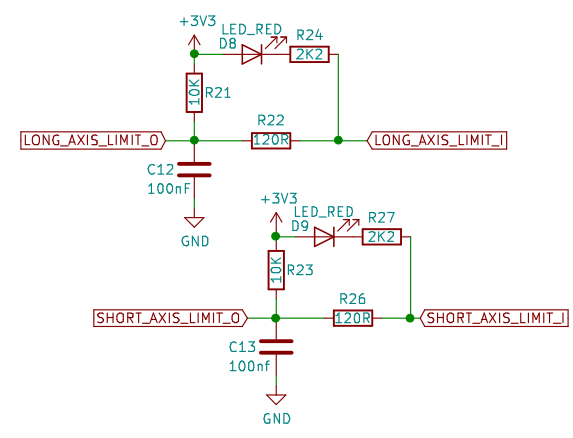 +3V3
LED_RED
D8
R24
2K2
10K
R21
R22
120R
LONG_AXIS_LIMIT_O
LONG_AXIS_LIMIT_I
C12
100nF
GND
+3V3
LED_RED
D9
R27
2K2
10K
R23
R26
120R
SHORT_AXIS_LIMIT_O
SHORT_AXIS_LIMIT_I
C13
100nf
GND